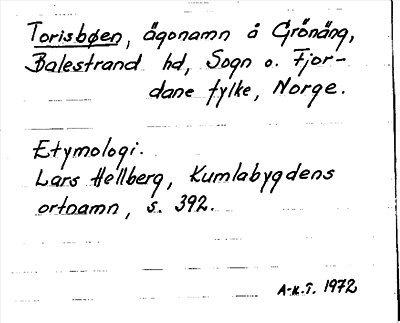 Torisbøen, ägonamn å Grönäng,
Balestrand hd, Sogn o. Fjor-
dane fylke, Norge.
Etymologi.
Lars Hellberg, Kumlabygdens
ortnamn, s. 392.
A-K.T. 1972